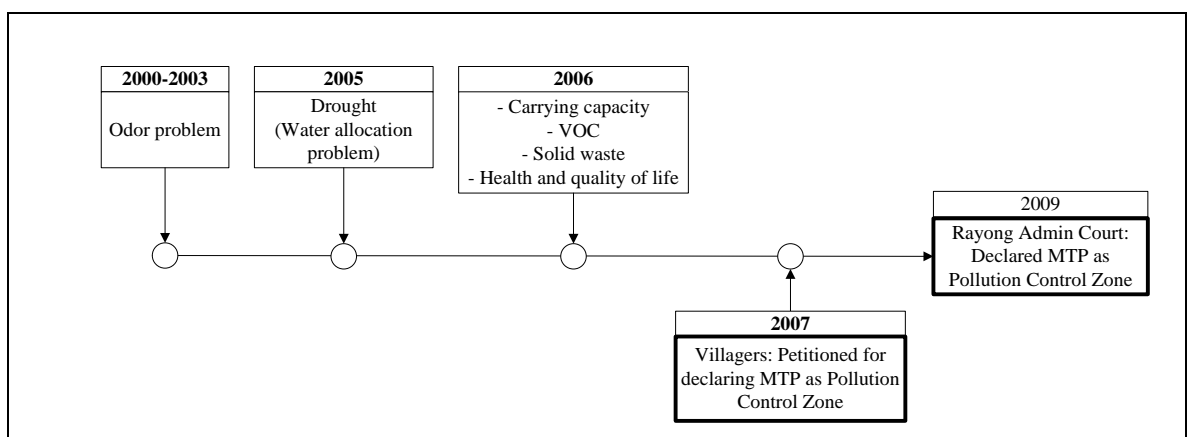 2000-2003
Odor problem
2005
Drought
(Water allocation
problem)
2006
- Carrying capacity
- VOC
- Solid waste
- Health and quality of life
2009
Rayong Admin Court:
Declared MTP as
Pollution Control Zone
2007
Villagers: Petitioned for
declaring MTP as Pollution
Control Zone